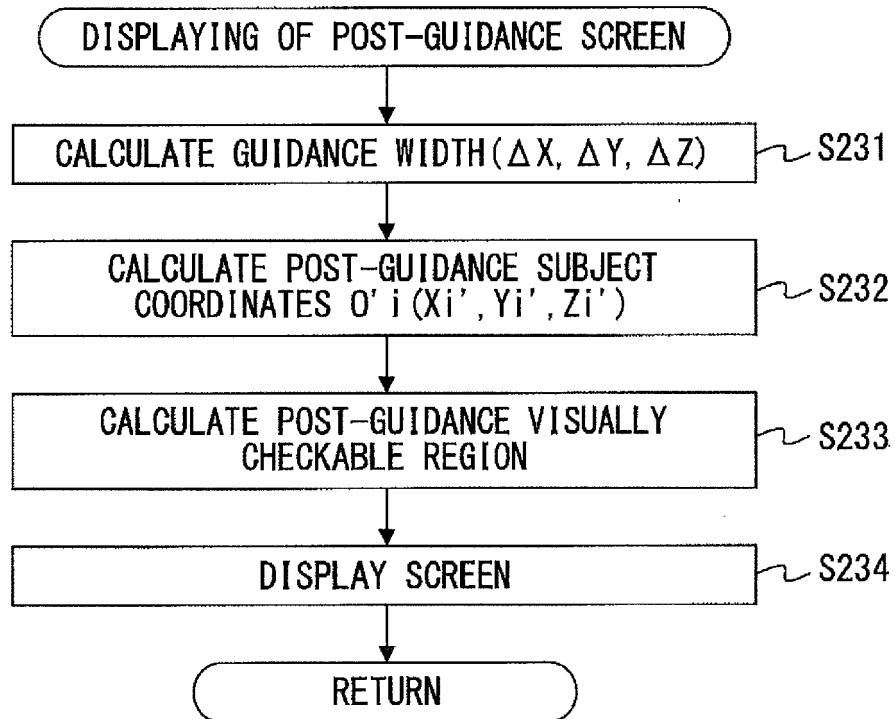 DISPLAYING OF POST-GUIDANCE SCREEN
CALCULATE GUIDANCE WIDTH(ΔX, ΔY, ΔZ)
S231
CALCULATE POST-GUIDANCE SUBJECT
COORDINATES O'i(Xi',Yi',Zi')
S232
CALCULATE POST-GUIDANCE VISUALLY
CHECKABLE REGION
S233
DISPLAY SCREEN
S234
RETURN